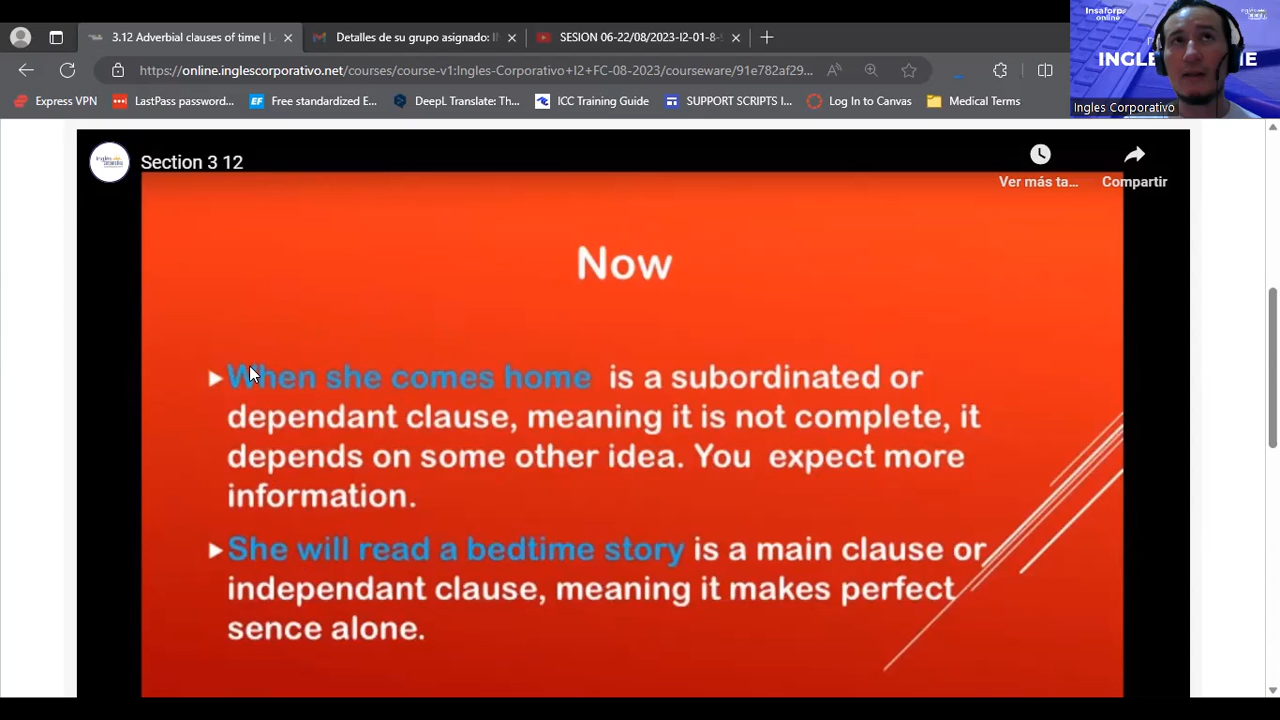 3.12 Adverbial clauses of time | L
Detalles de su grupo asignado: I
SESION 06-22/08/2023-I2-01-8-
https://online.inglescorporativo.net/courses/course-v1:Ingles-Corporativo+I2+FC-08-2023/courseware/91e782af29...
Express VPN
LastPass password...
EF Free standardized E...
DeepL Translate: Th...
ICC Training Guide
SUPPORT SCRIPTS I...
Log In to Canvas
Medical Terms
Insaforp
online
INGL
NE
Ingles Corporativo
Section 3 12
Ver más ta...
Compartir
Now
When she comes home is a subordinated or
dependant clause, meaning it is not complete, it
depends on some other idea. You expect more
information.
She will read a bedtime story is a main clause or
independant clause, meaning it makes perfect
sence alone.